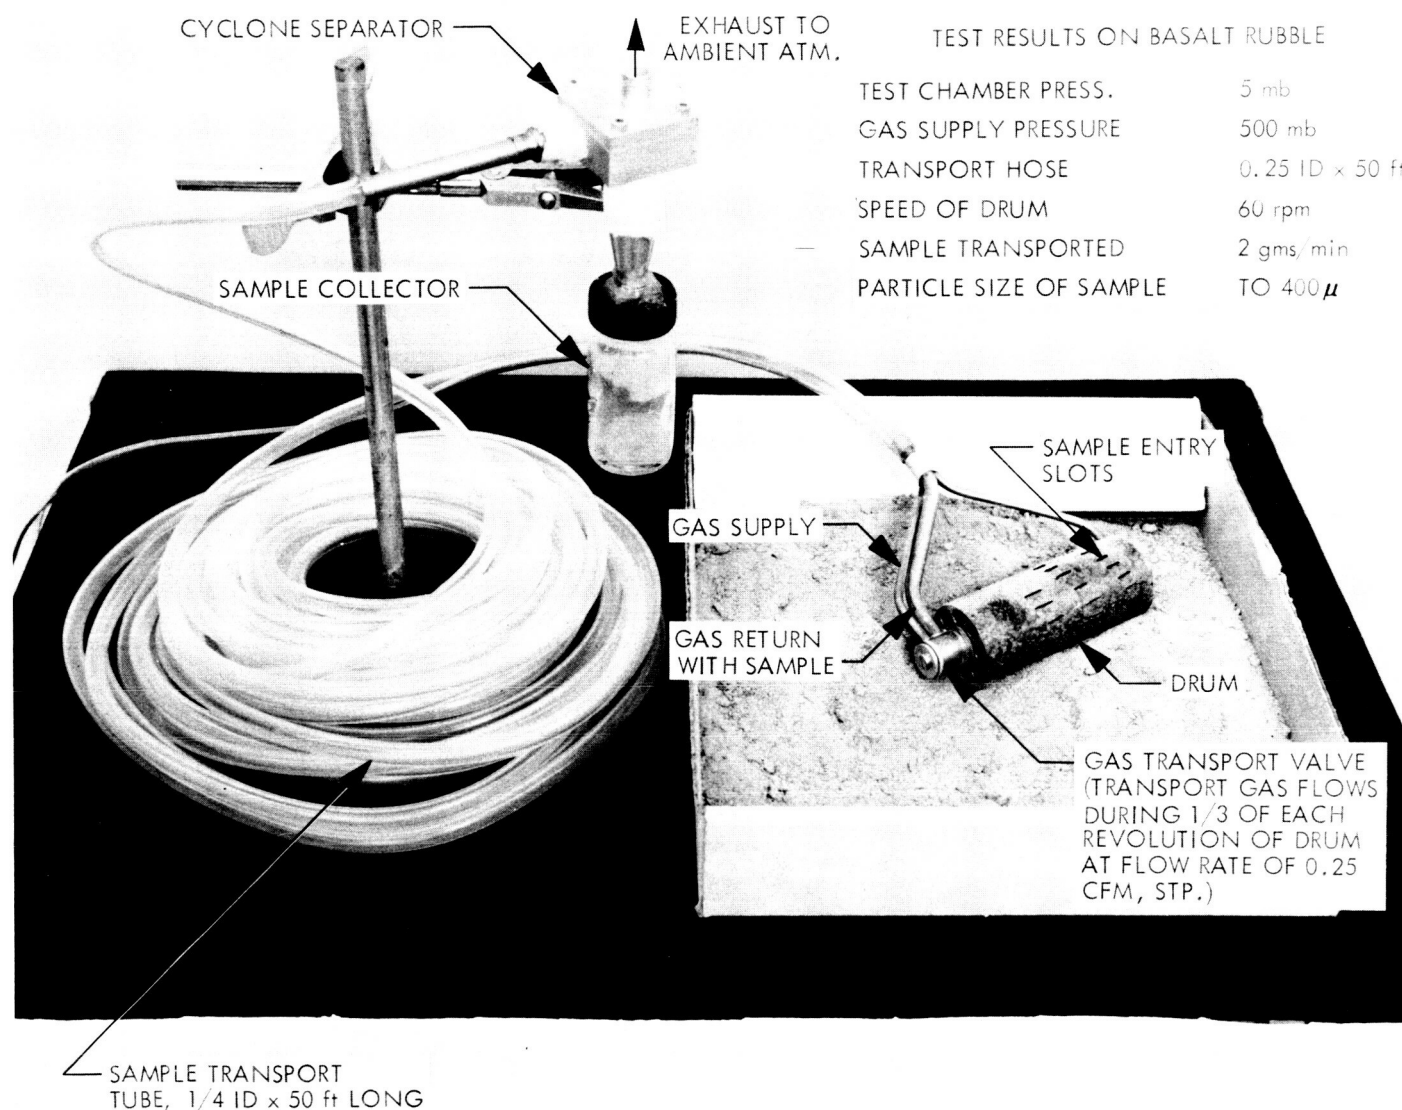 CYCLONE SEPARATOR
EXHAUST TO
AMBIENT ATM.
TEST RESULTS ON BASALT RUBBLE
TEST CHAMBER PRESS. 5 mb
GAS SUPPLY PRESSURE 500 mb
TRANSPORT HOSE 0.25 ID × 50 ft
SPEED OF DRUM 60 rpm
SAMPLE TRANSPORTED 2 gms/min
PARTICLE SIZE OF SAMPLE TO 400 μ
SAMPLE COLLECTOR
SAMPLE ENTRY
SLOTS
GAS SUPPLY
GAS RETURN
WITH SAMPLE
DRUM
GAS TRANSPORT VALVE
(TRANSPORT GAS FLOWS
DURING 1/3 OF EACH
REVOLUTION OF DRUM
AT FLOW RATE OF 0.25
CFM, STP.)
SAMPLE TRANSPORT
TUBE, 1/4 ID x 50 ft LONG